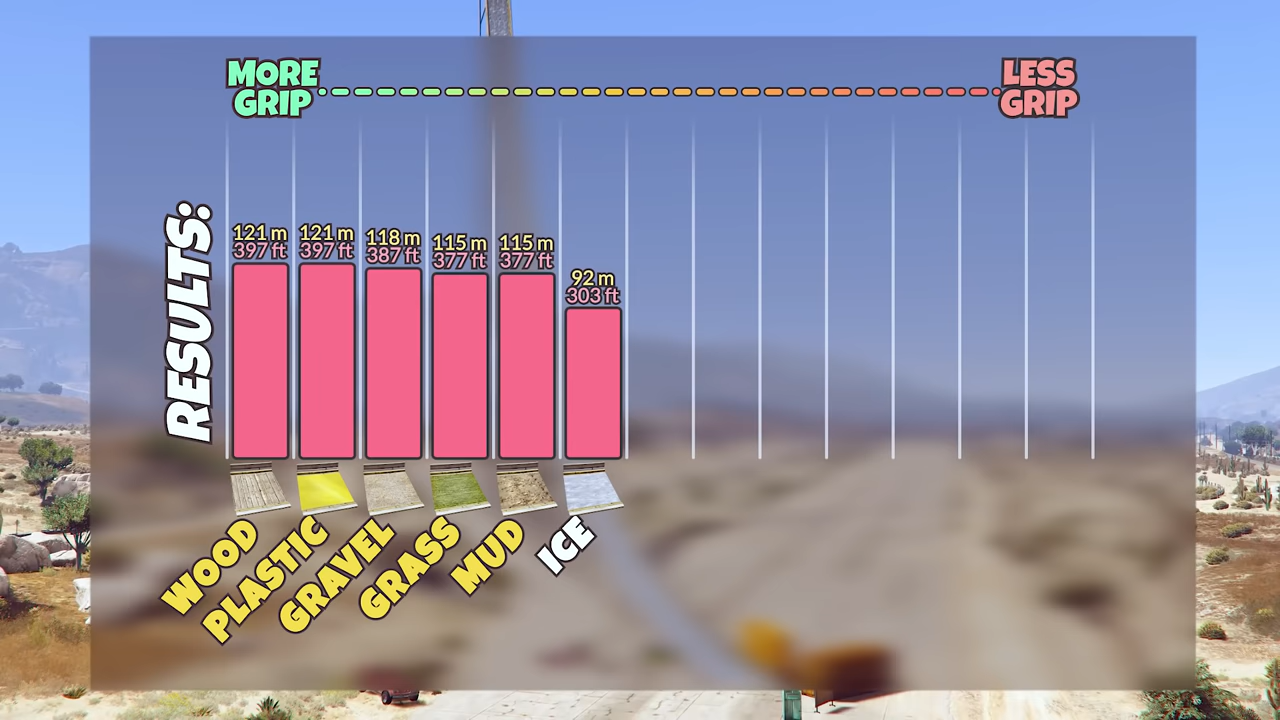 MORE
GRIP
LESS
GRIP
RESULTS:
121 m
397 ft
121 m
397 ft
118 m
387 ft
115 m
377 ft
115 m
377 ft
92 m
303 ft
WOOD
PLASTIC
GRAVEL
GRASS
MUD
ICE